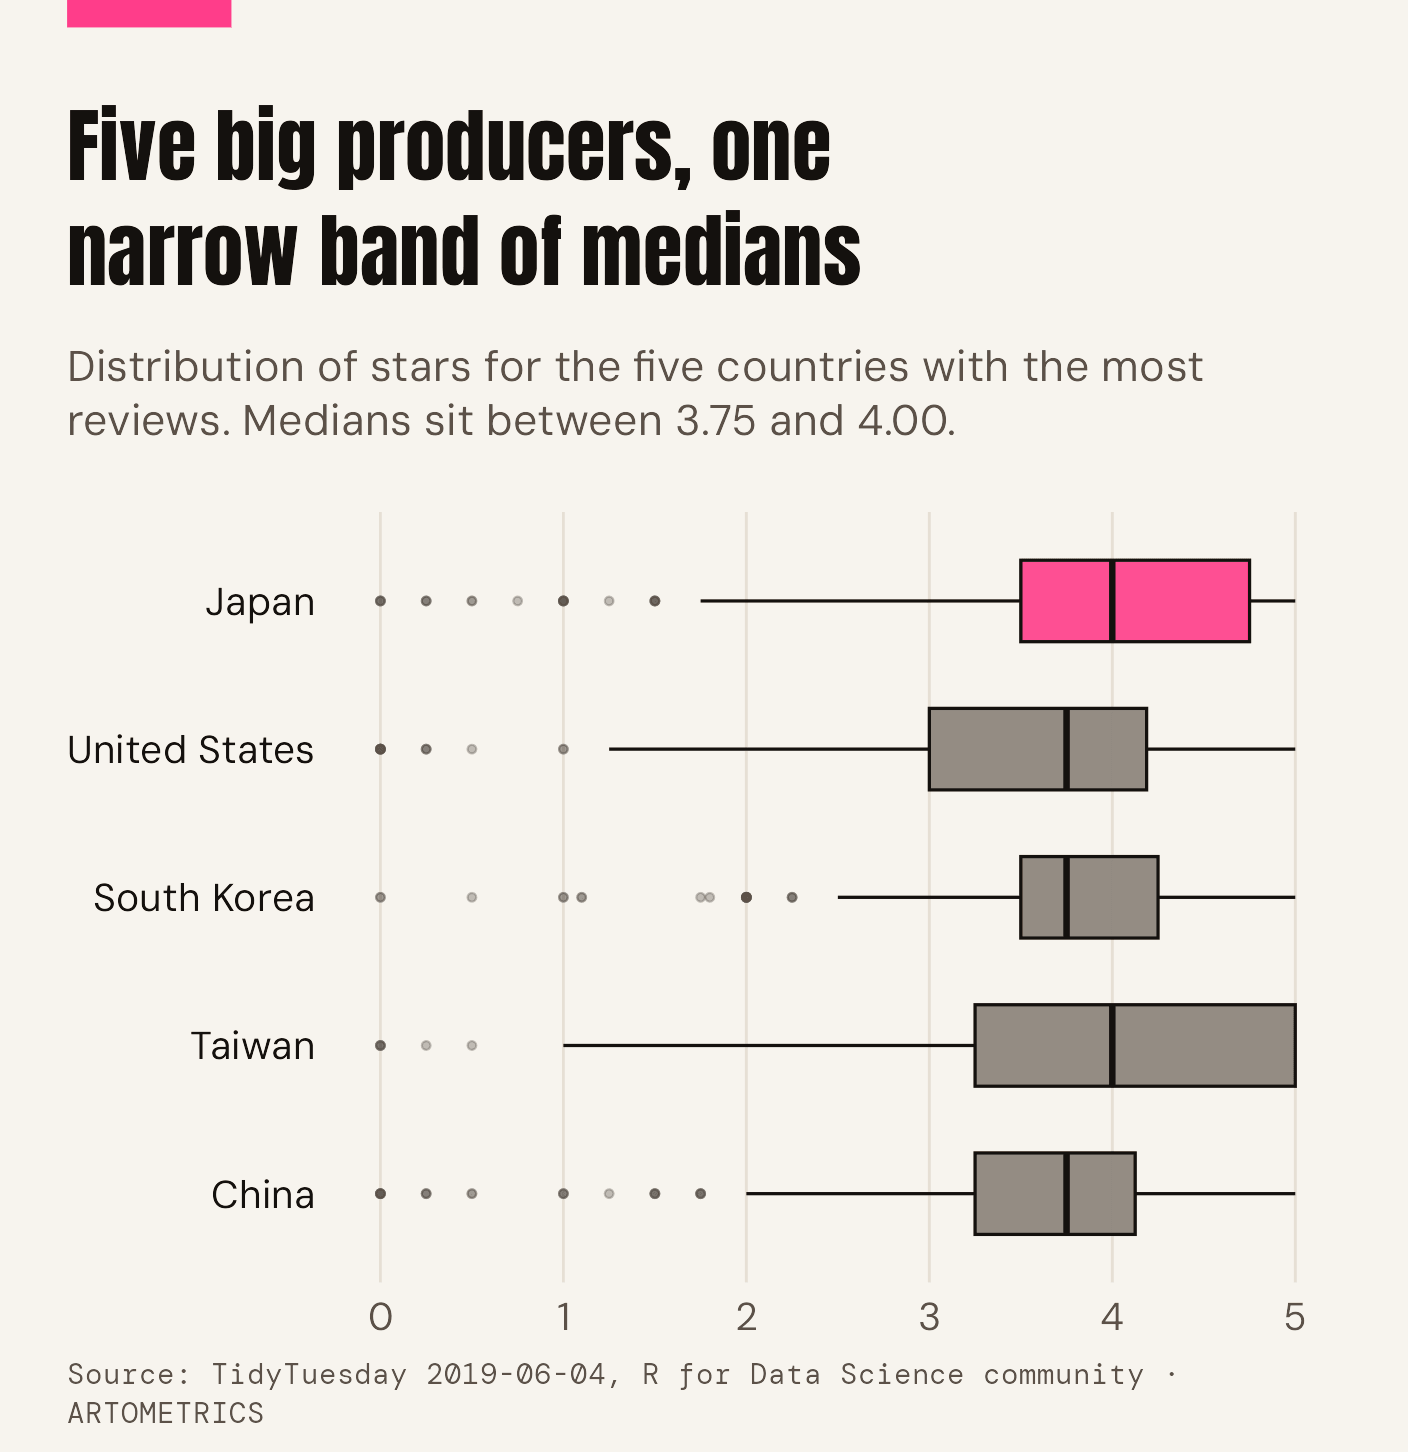 Five big producers, one
narrow band of medians
Distribution of stars for the five countries with the most
reviews. Medians sit between 3.75 and 4.00.
Japan
United States
South Korea
Taiwan
China
0 1 2 3 4 5
Source: TidyTuesday 2019-06-04, R for Data Science community ·
ARTOMETRICS